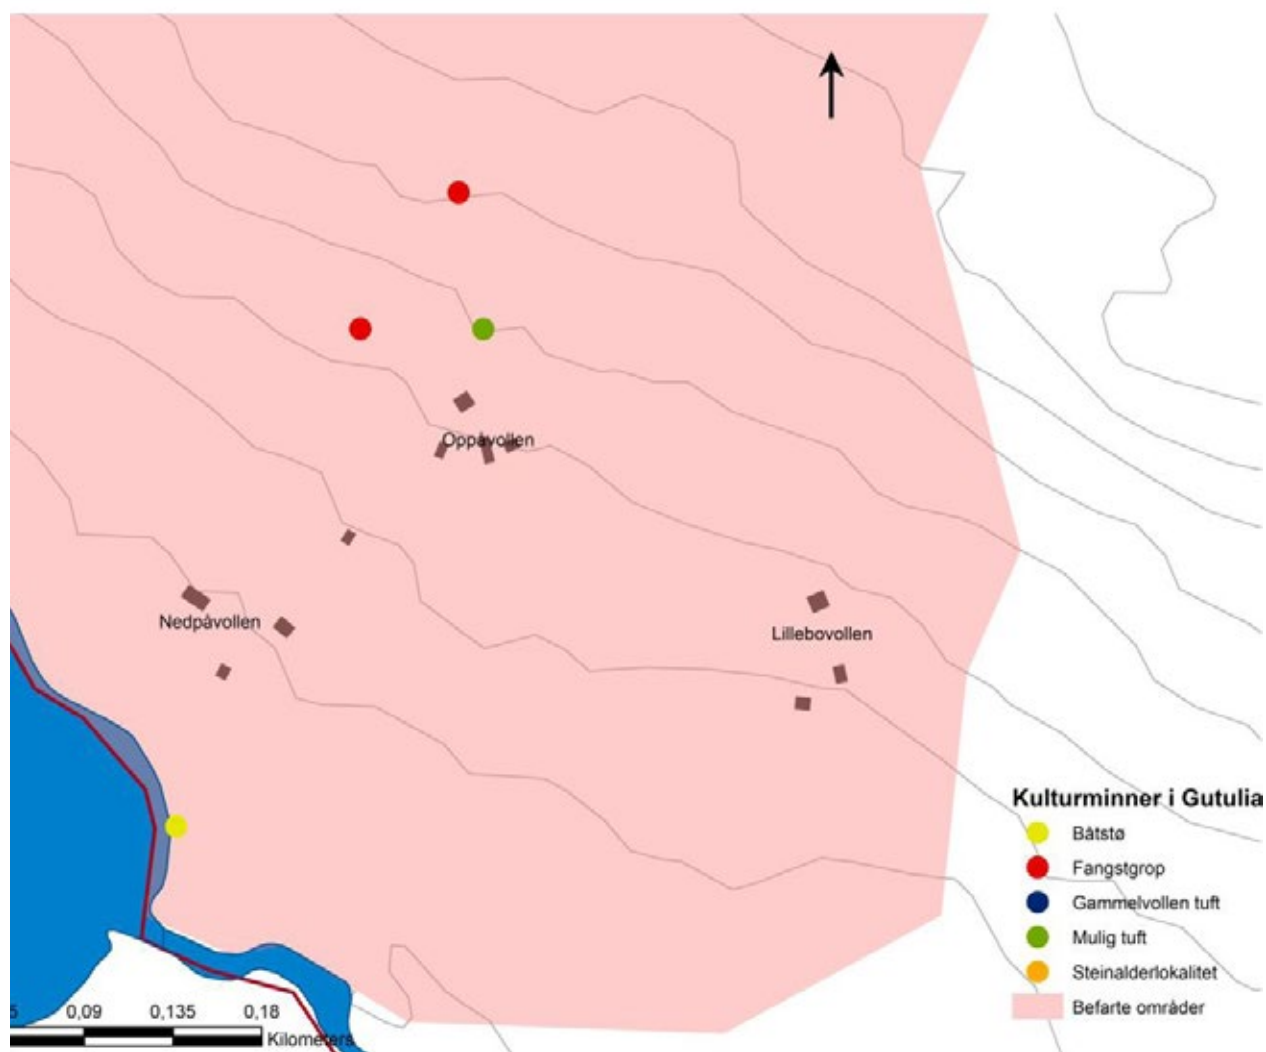 Oppåvollen
Nedpåvollen
Lillebovollen
Kulturminner i Gutulia
Båtstø
Fangstgrop
Gammelvollen tuft
Mulig tuft
Steinalderlokalitet
Befarte områder
5 0,09 0,135 0,18
Kilometers